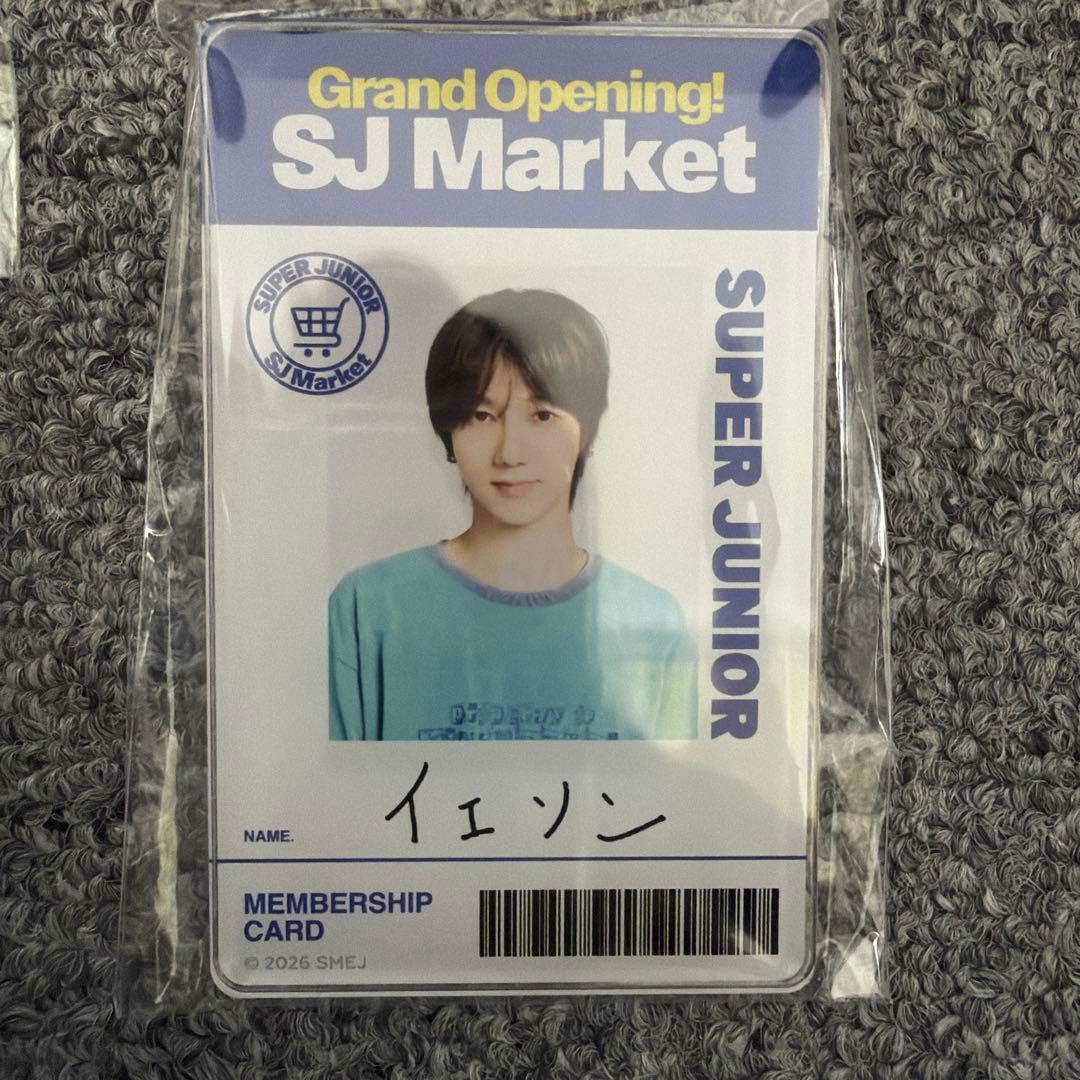 Grand Opening!
SJ Market
SUPER JUNIOR
SJ Market
SUPER JUNIOR
イェソン
NAME.
MEMBERSHIP
CARD
© 2026 SMEJ